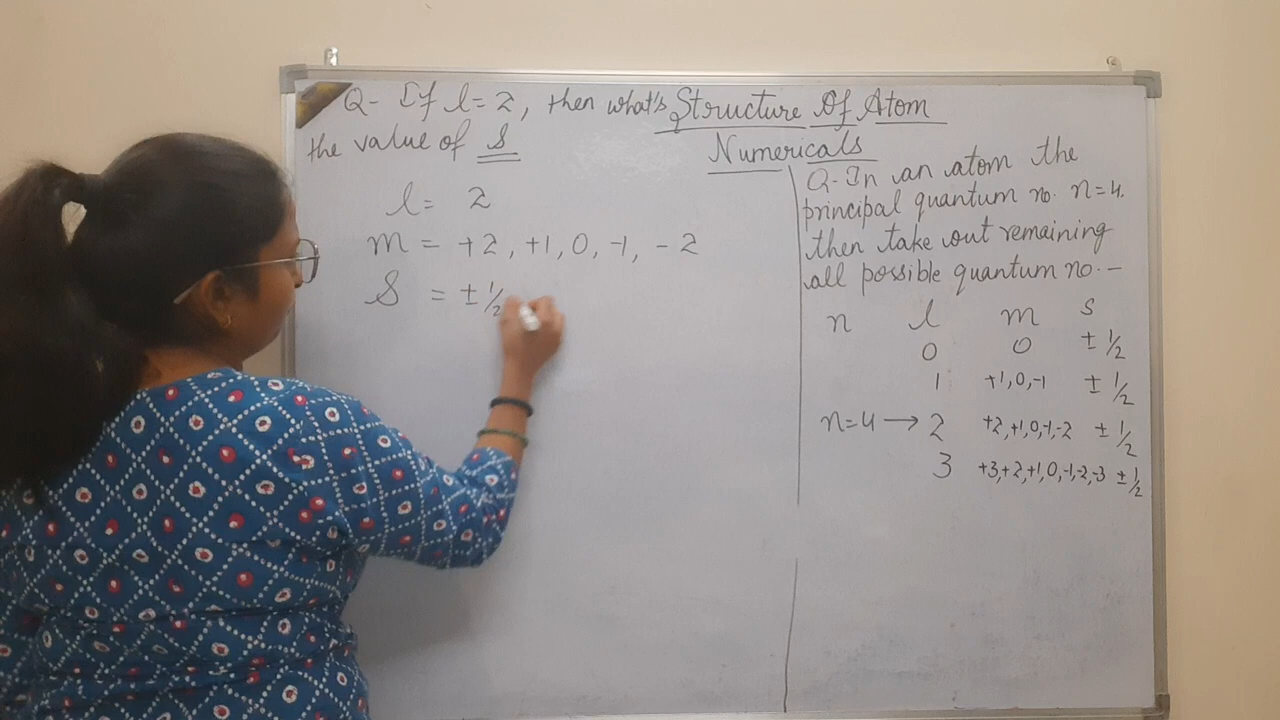 Structure Of Atom
Numericals
Q- If l= 2, then what's
the value of S
l= 2
m = +2, +1, 0, -1, -2
S = ± 1/2
Q- In an atom the
principal quantum no. n=4.
then take out remaining
all possible quantum no. -
n l m s
0 0 ± 1/2
1 +1,0,-1 ± 1/2
n=4 → 2 +2,+1,0,-1,-2 ± 1/2
3 +3,+2,+1,0,-1,-2,-3 ± 1/2